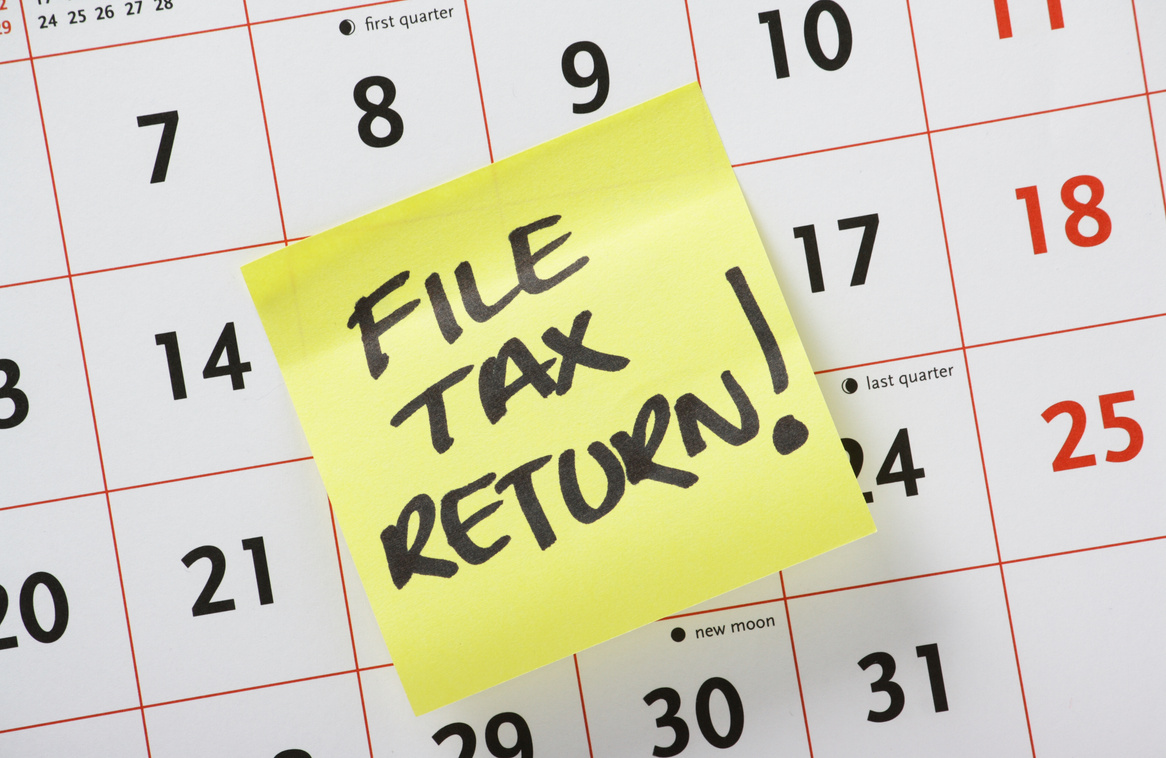 24 25 26 27 28
first quarter
7 8 9 10
FILE
TAX
RETURN!
14 17 18
last quarter
20 21 24 25
new moon
29 30 31